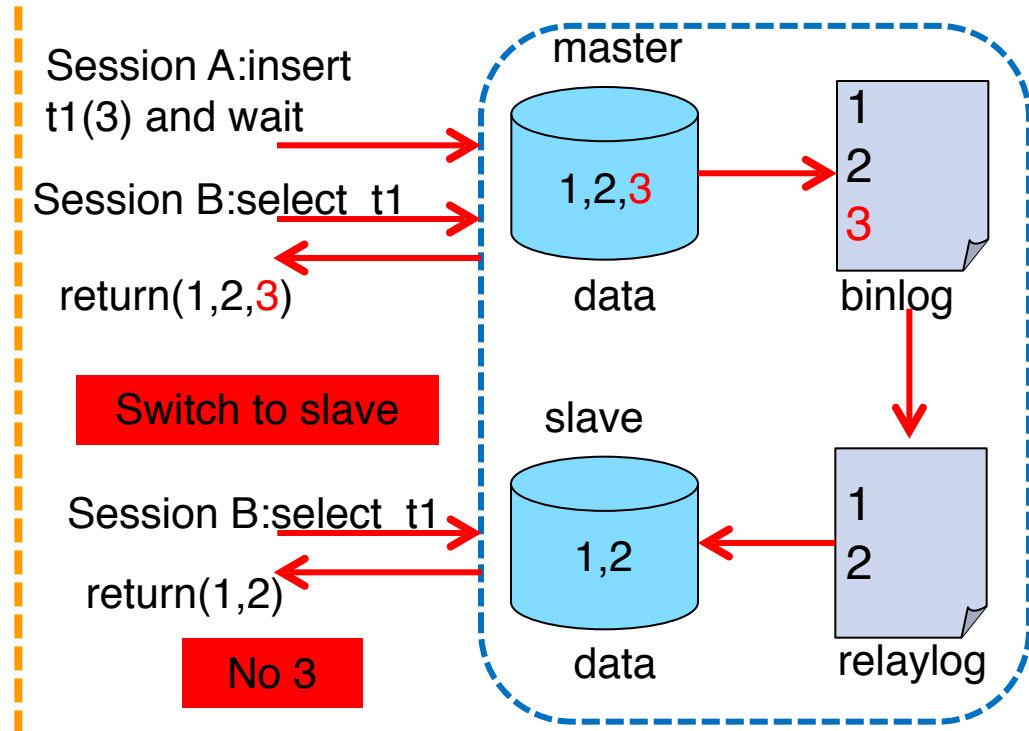 Session A:insert
t1(3) and wait
Session B:select t1
return(1,2,3)
Switch to slave
Session B:select t1
return(1,2)
No 3
master
1,2,3
data
1
2
3
binlog
slave
1,2
data
1
2
relaylog